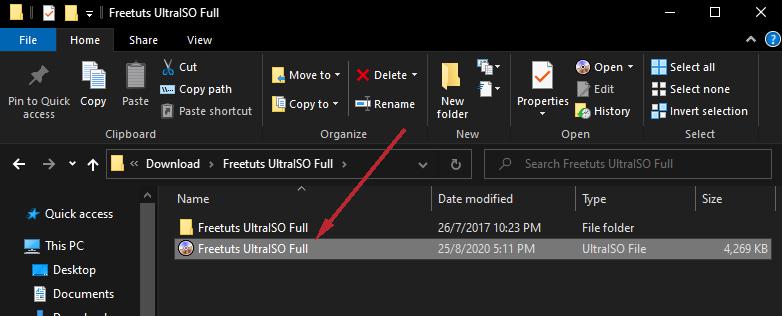 Freetuts UltraISO Full
File Home Share View
Pin to Quick access
Copy
Paste
Cut
Copy path
Paste shortcut
Clipboard
Move to
Copy to
Delete
Rename
Organize
New folder
New
Properties
Open
Edit
History
Open
Select all
Select none
Invert selection
Select
Download Freetuts UltraISO Full
Search Freetuts UltraISO Full
Name Date modified Type Size
Quick access
This PC
Desktop
Documents
Freetuts UltraISO Full 26/7/2017 10:23 PM File folder
Freetuts UltraISO Full 25/8/2020 5:11 PM UltraISO File 4,269 KB